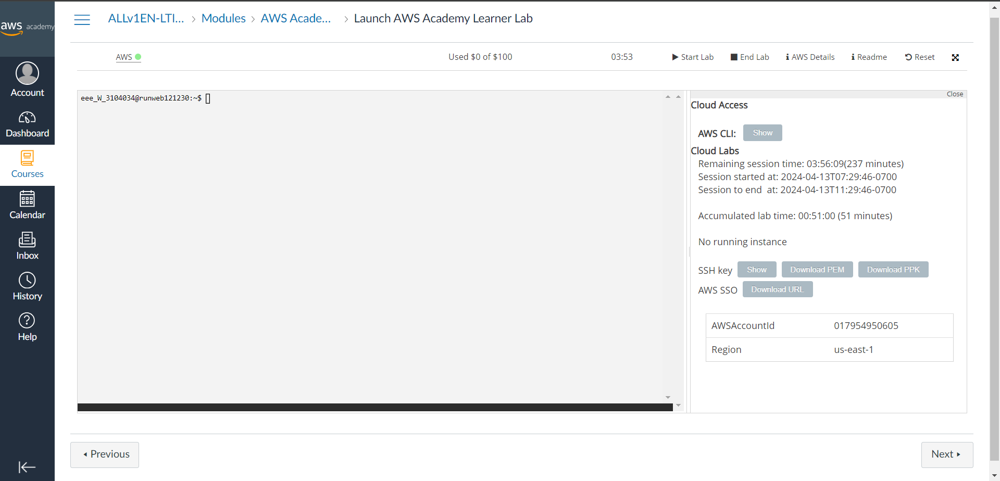 aws academy
ALLv1EN-LTI... > Modules > AWS Acade... > Launch AWS Academy Learner Lab
AWS
Used $0 of $100
03:53
Start Lab
End Lab
AWS Details
Readme
Reset
Account
Dashboard
Courses
Calendar
Inbox
History
Help
eee_W_3104034@runweb121230:~$
Close
Cloud Access
AWS CLI: Show
Cloud Labs
Remaining session time: 03:56:09(237 minutes)
Session started at: 2024-04-13T07:29:46-0700
Session to end at: 2024-04-13T11:29:46-0700
Accumulated lab time: 00:51:00 (51 minutes)
No running instance
SSH key Show Download PEM Download PPK
AWS SSO Download URL
AWSAccountId 017954950605
Region us-east-1
Previous
Next